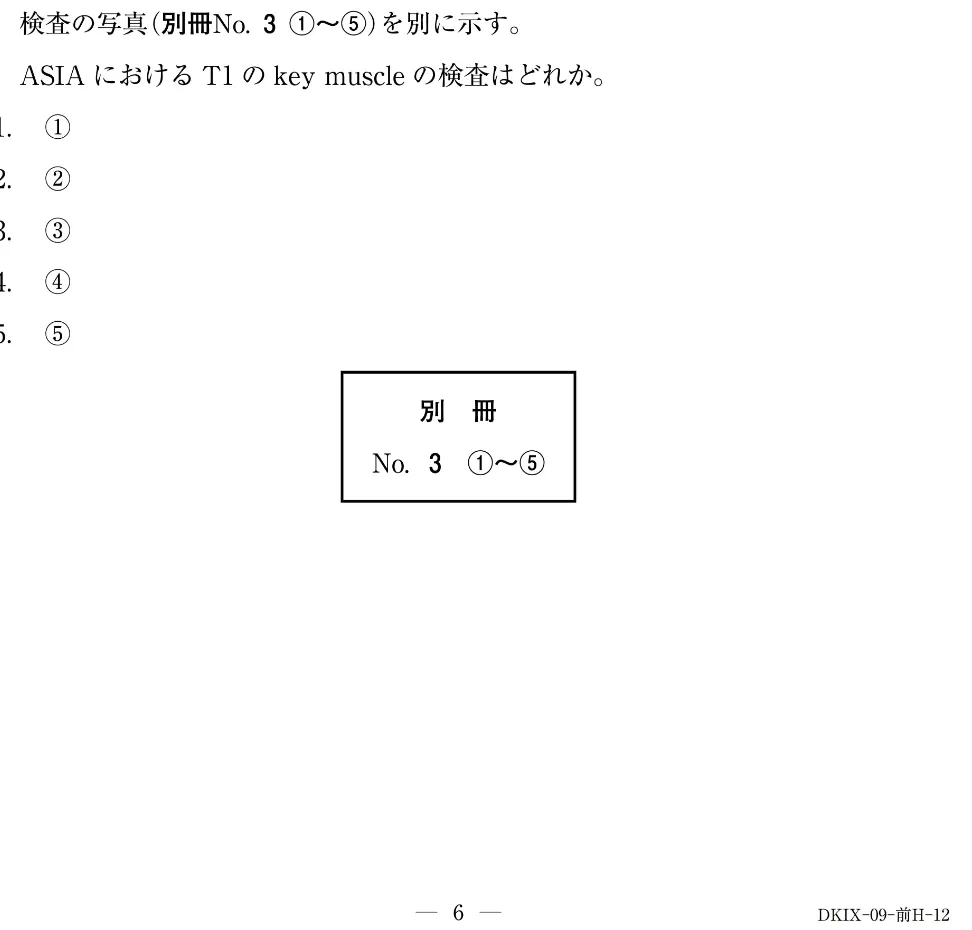 検査の写真(別冊No. 3 ①〜⑤)を別に示す。
ASIA における T1 の key muscle の検査はどれか。
1. ①
2. ②
3. ③
4. ④
5. ⑤
別 冊
No. 3 ①〜⑤
— 6 —
DKIX-09-前H-12